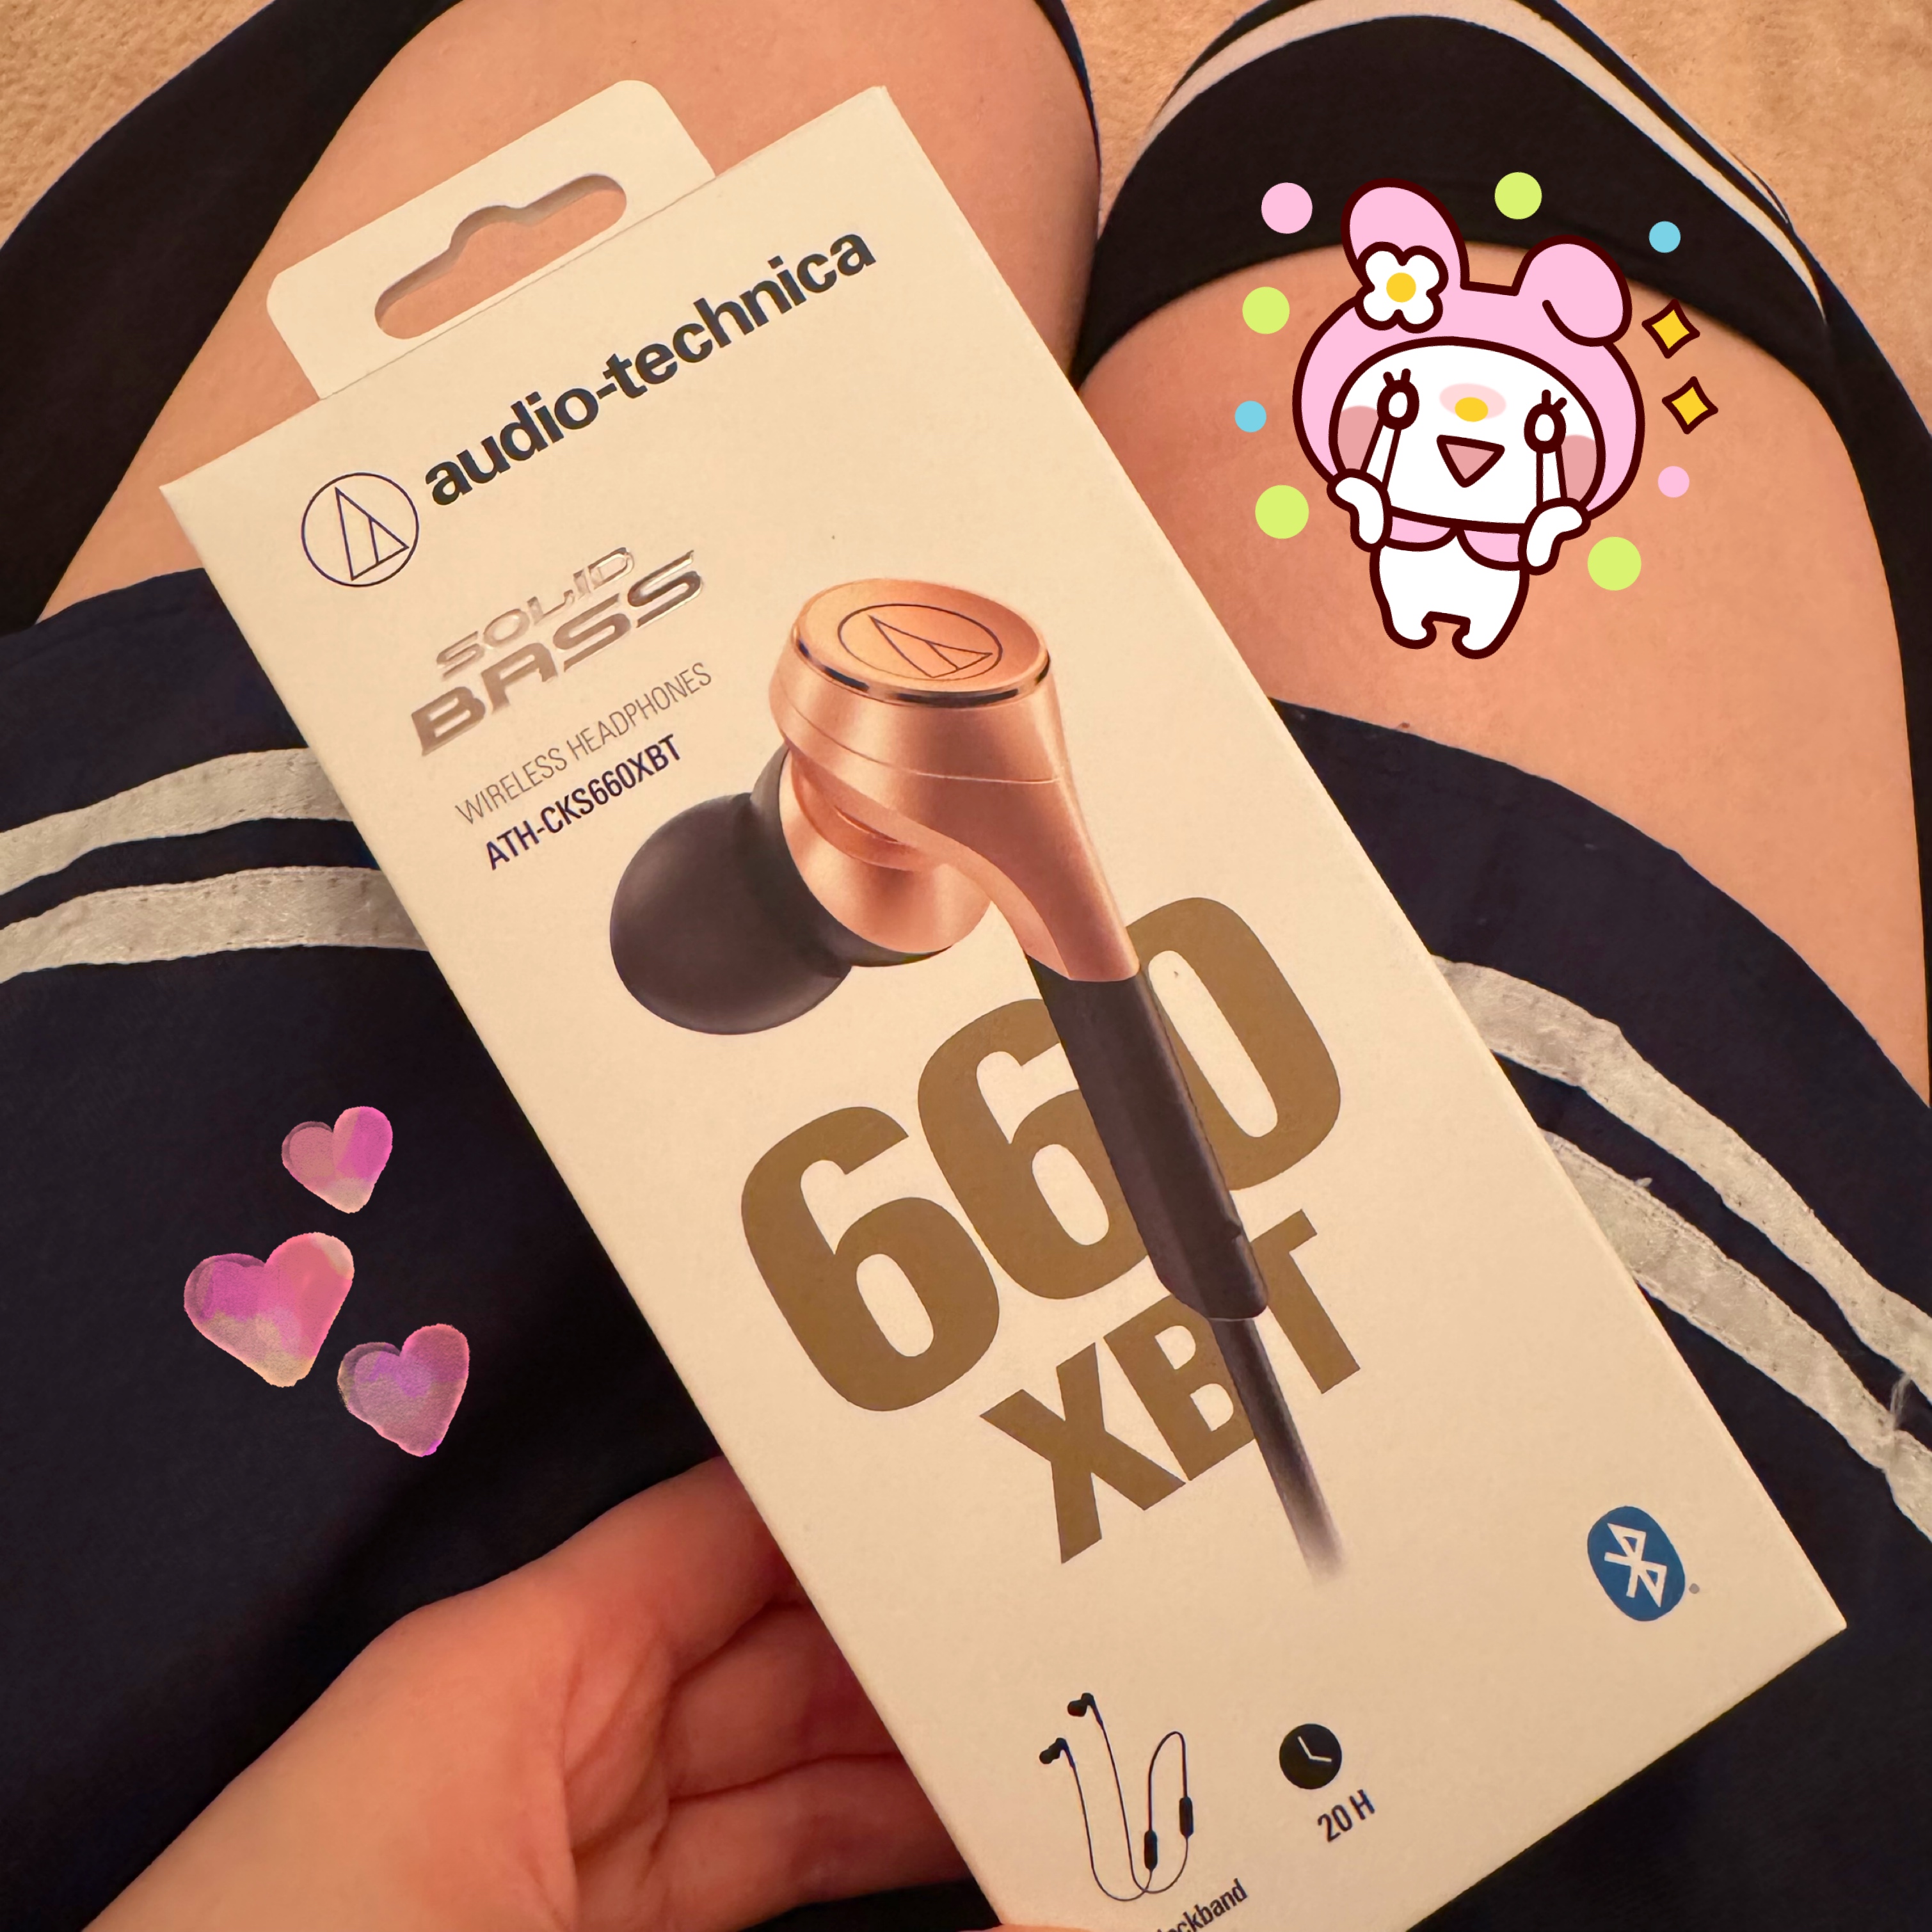 audio-technica
SOLID
BASS
WIRELESS HEADPHONES
ATH-CKS660XBT
660
XBT
20 H